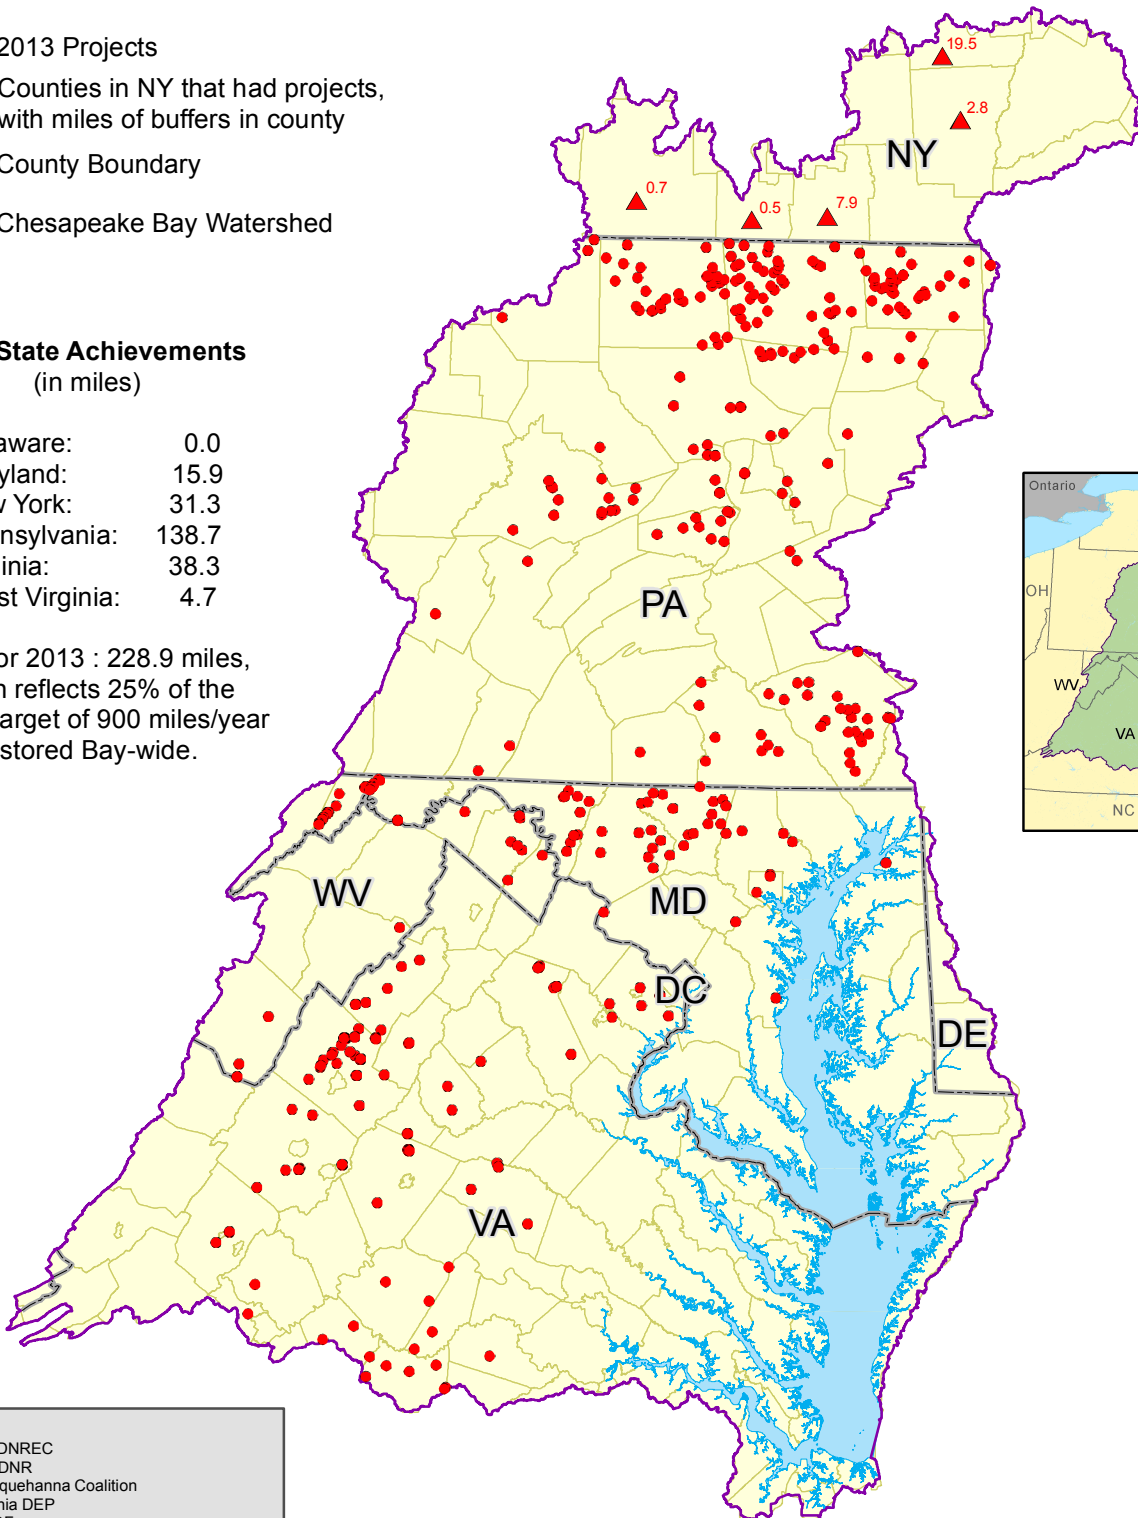 2013 Projects
Counties in NY that had projects,
with miles of buffers in county
County Boundary
Chesapeake Bay Watershed
State Achievements
(in miles)
aware: 0.0
yland: 15.9
w York: 31.3
nsylvania: 138.7
inia: 38.3
st Virginia: 4.7
or 2013 : 228.9 miles,
h reflects 25% of the
arget of 900 miles/year
stored Bay-wide.
19.5
2.8
NY
0.7
0.5
7.9
PA
WV
MD
DC
DE
VA
Ontario
OH
WV
VA
NC
DNREC
DNR
quehanna Coalition
nia DEP